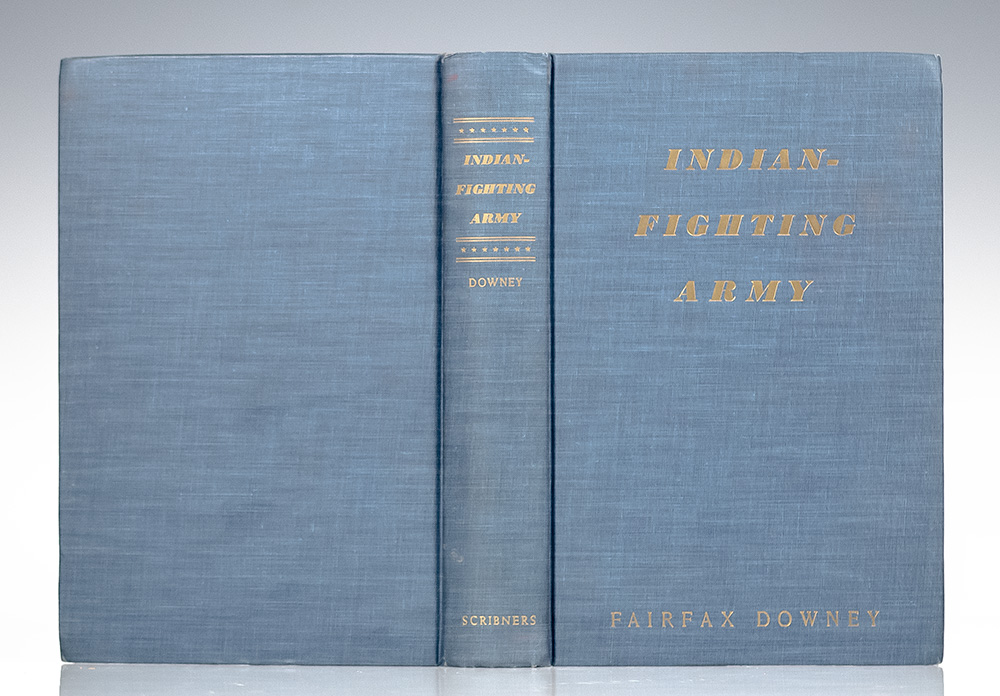 INDIAN-
FIGHTING
ARMY
DOWNEY
SCRIBNERS
INDIAN-
FIGHTING
ARMY
FAIRFAX DOWNEY